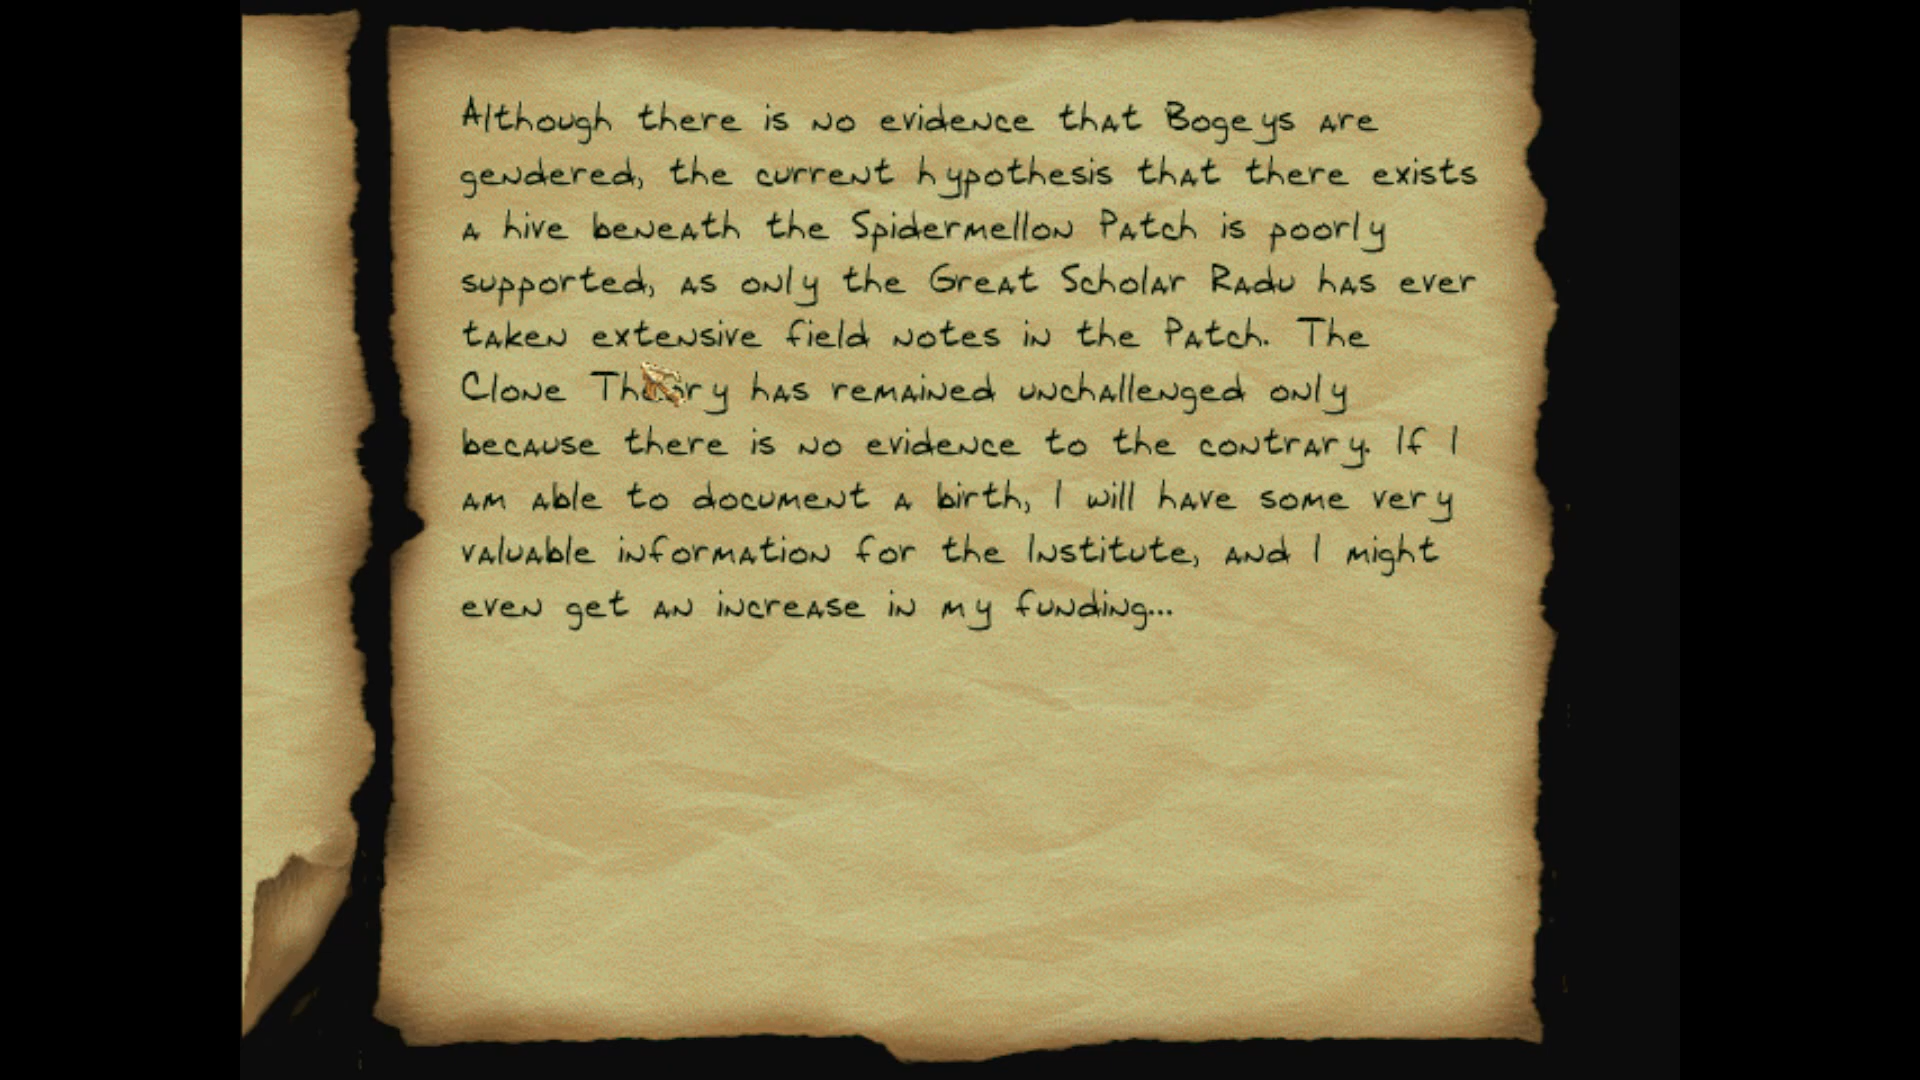 Although there is no evidence that Bogeys are
gendered, the current hypothesis that there exists
a hive beneath the Spidermellon Patch is poorly
supported, as only the Great Scholar Radu has ever
taken extensive field notes in the Patch. The
Clone Theory has remained unchallenged only
because there is no evidence to the contrary. If I
am able to document a birth, I will have some very
valuable information for the Institute, and I might
even get an increase in my funding...